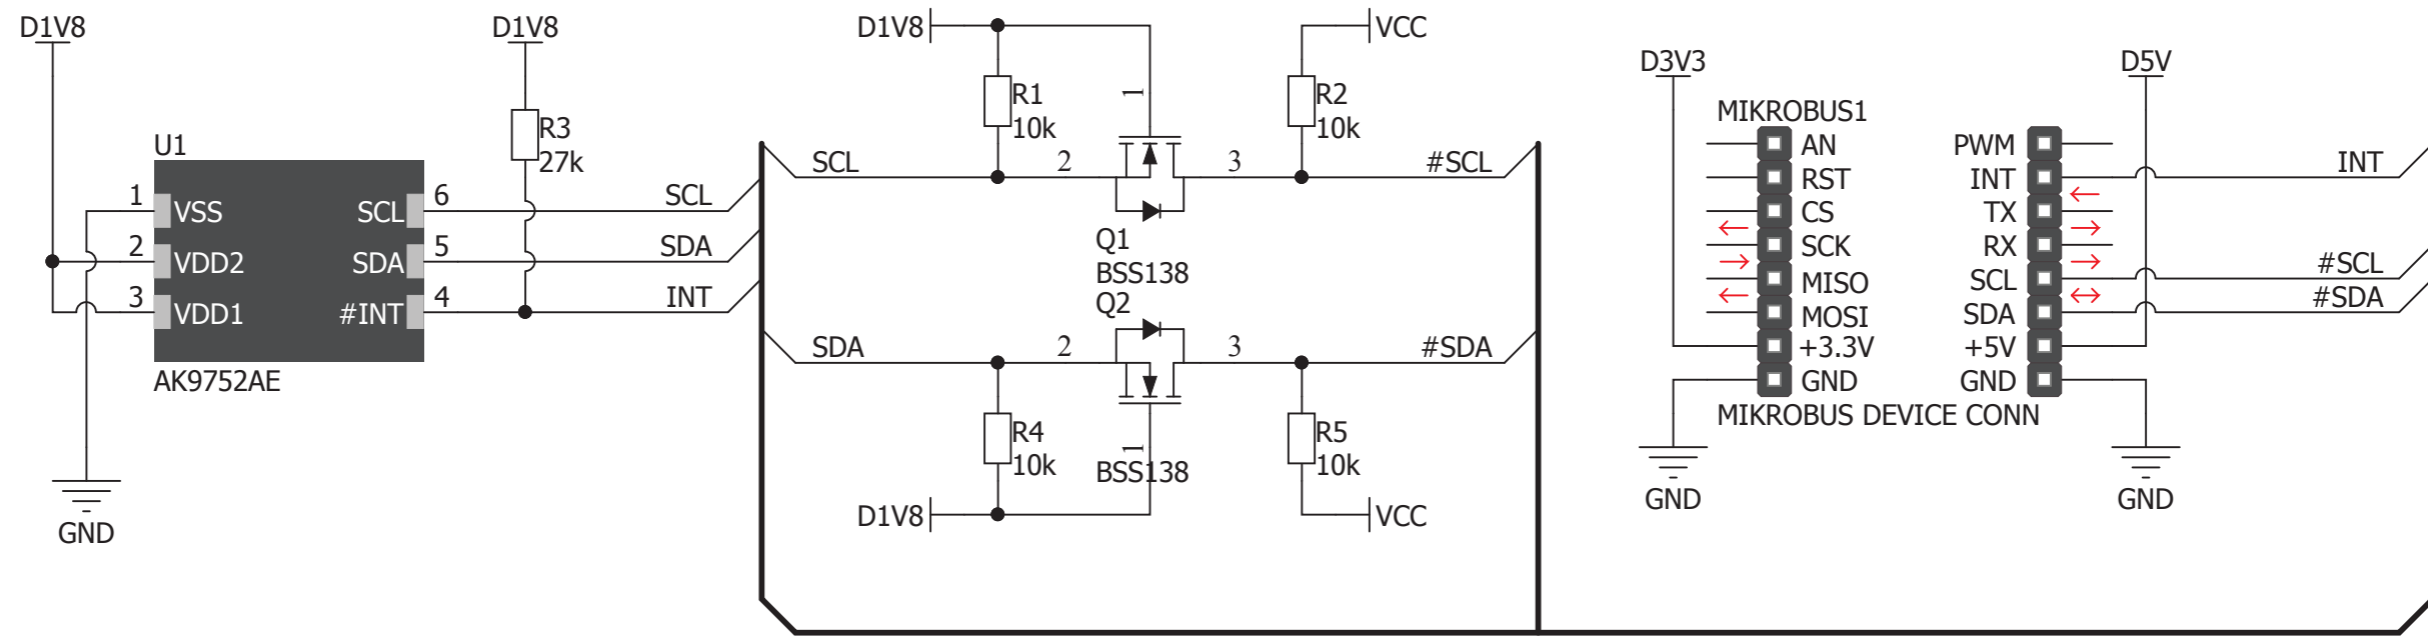 D1V8
D1V8
R3
27k
U1
1 VSS
2 VDD2
3 VDD1
SCL 6 SCL
SDA 5 SDA
#INT 4 INT
AK9752AE
GND
D1V8
VCC
R1
10k
1
R2
10k
SCL 2 3 #SCL
Q1
BSS138
Q2
SDA 2 3 #SDA
R4
10k
1
BSS138
R5
10k
D1V8
VCC
D3V3
D5V
MIKROBUS1
AN PWM
RST INT INT
CS TX
SCK RX
MISO SCL #SCL
MOSI SDA #SDA
+3.3V +5V
GND GND
MIKROBUS DEVICE CONN
GND
GND